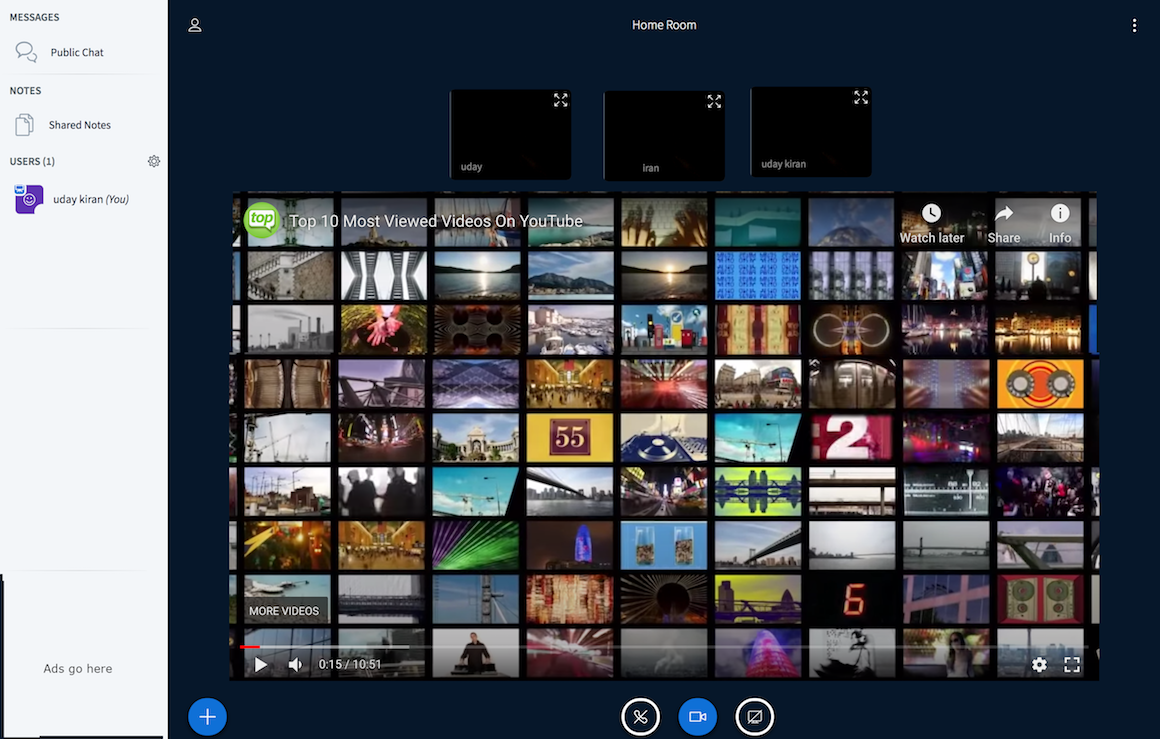 MESSAGES
Public Chat
NOTES
Shared Notes
USERS (1)
uday kiran (You)
Ads go here
Home Room
uday
iran
uday kiran
top
Top 10 Most Viewed Videos On YouTube
Watch later
Share
Info
55
2
6
MORE VIDEOS
0:15 / 10:51